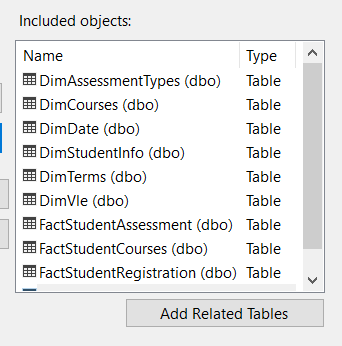 Included objects:
Name Type
DimAssessmentTypes (dbo) Table
DimCourses (dbo) Table
DimDate (dbo) Table
DimStudentInfo (dbo) Table
DimTerms (dbo) Table
DimVle (dbo) Table
FactStudentAssessment (dbo) Table
FactStudentCourses (dbo) Table
FactStudentRegistration (dbo) Table
Add Related Tables